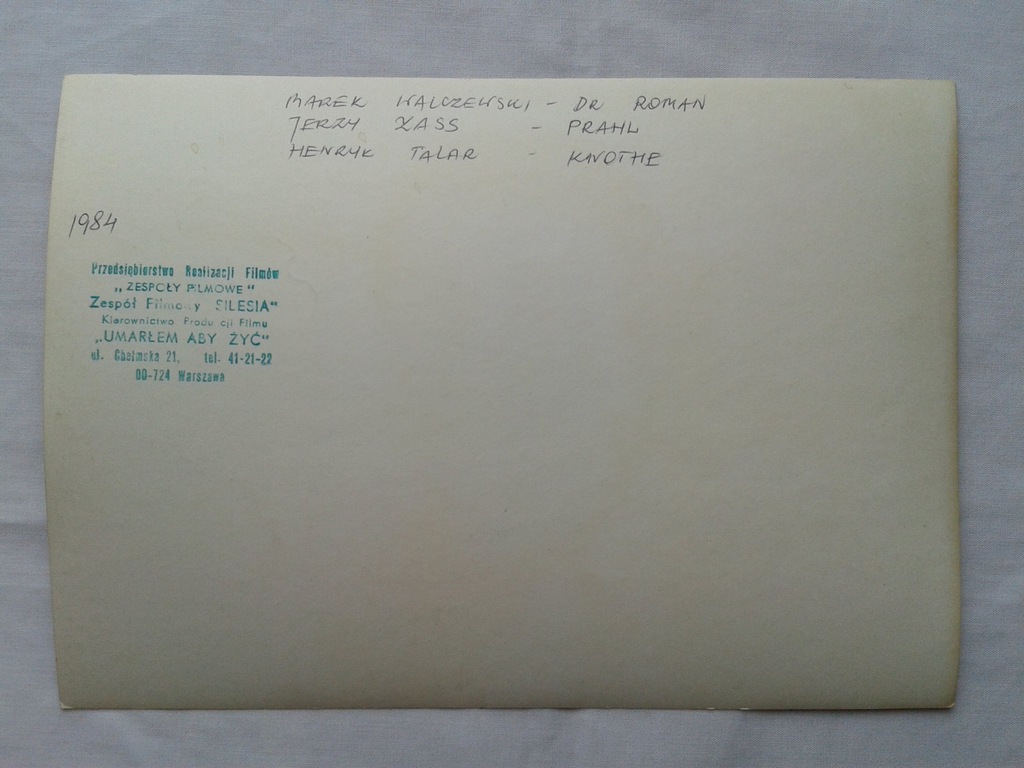 MAREK WALCZEWSKI - DR ROMAN
JERZY ZASS - PRAHL
HENRYK TALAR - KNOTHE
1984
Przedsiębiorstwo Realizacji Filmów
„ZESPOŁY FILMOWE"
Zespół Filmowy SILESIA"
Kierownictwo Produkcji Filmu
„UMARŁEM ABY ŻYĆ"
ul. Chełmska 21, tel. 41-21-22
00-724 Warszawa